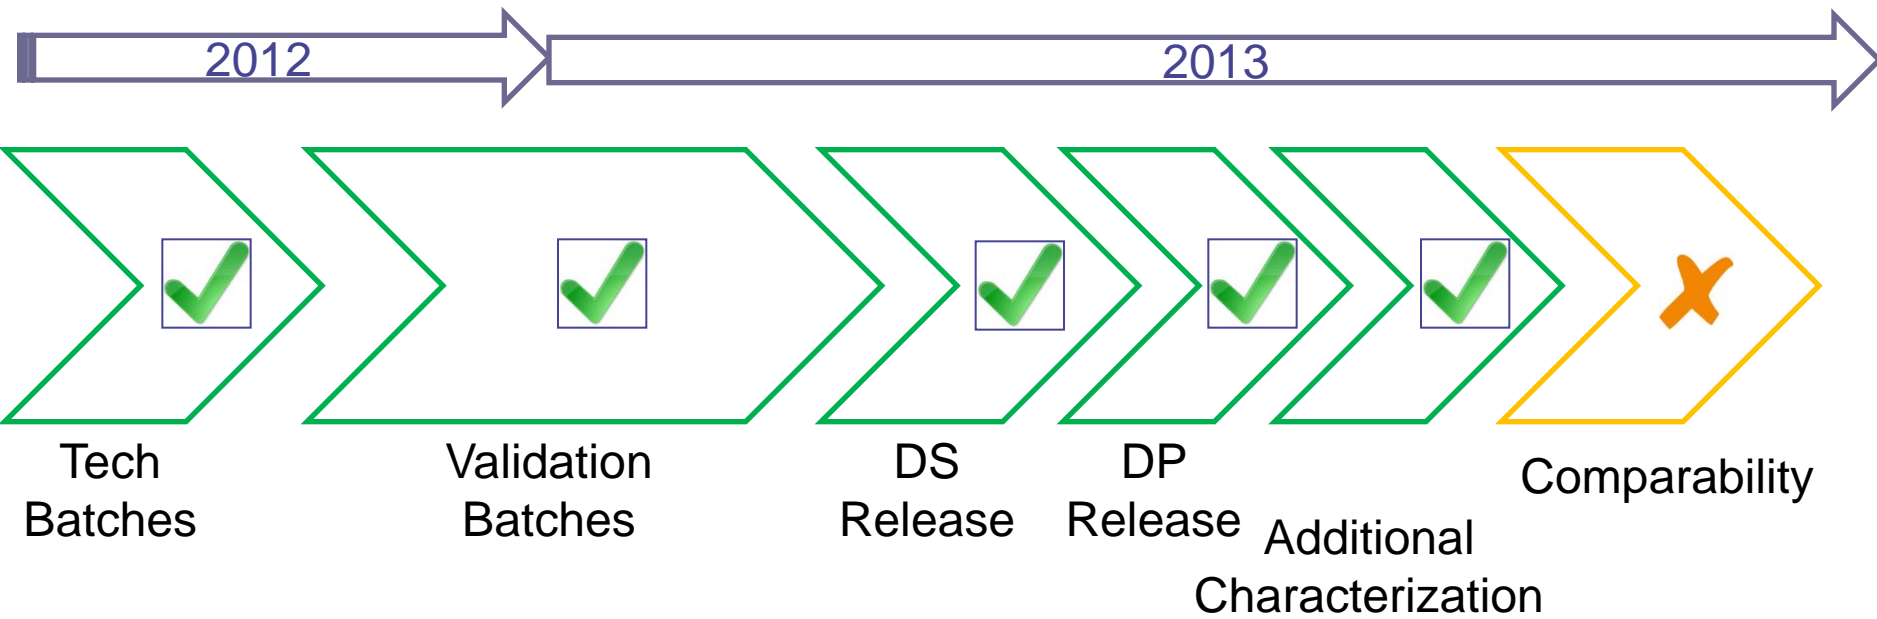 2012
2013
Tech
Batches
Validation
Batches
DS
Release
DP
Release
Additional
Characterization
Comparability